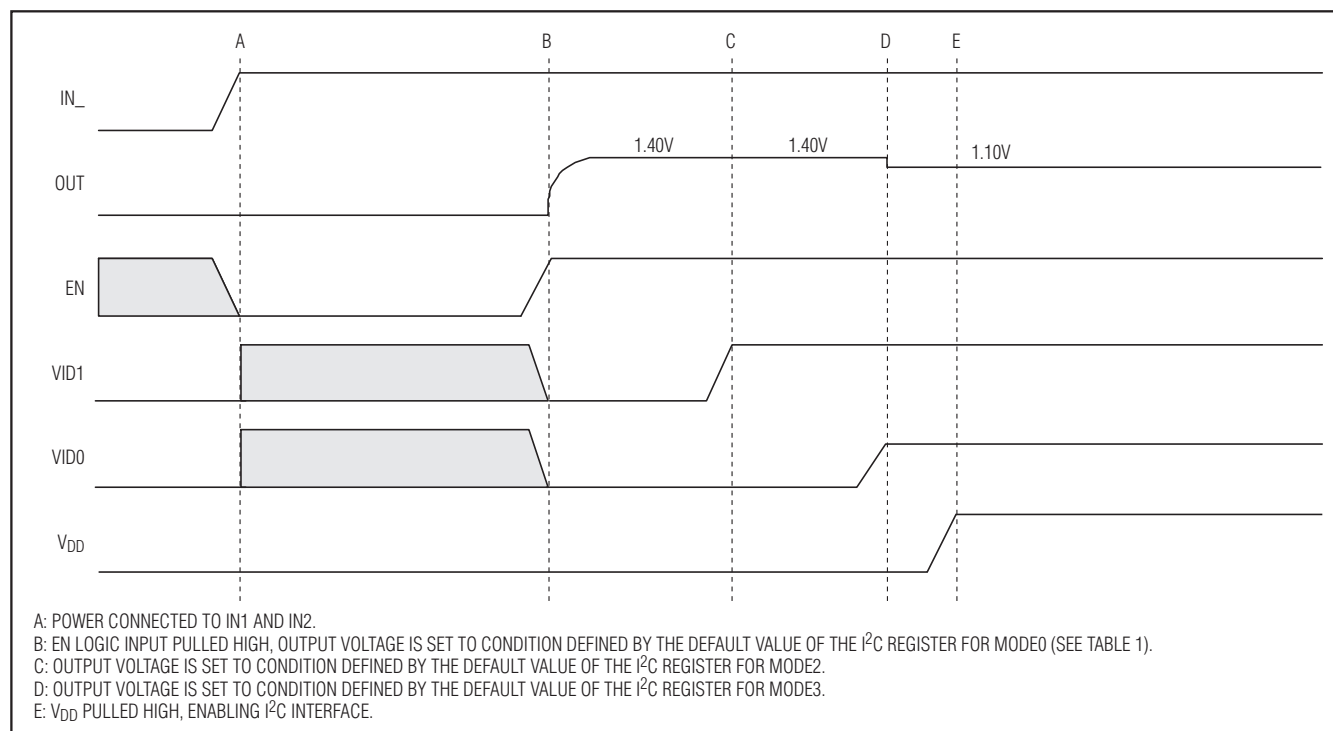 A B C D E
IN_
1.40V 1.40V 1.10V
OUT
EN
VID1
VID0
VDD
A: POWER CONNECTED TO IN1 AND IN2.
B: EN LOGIC INPUT PULLED HIGH, OUTPUT VOLTAGE IS SET TO CONDITION DEFINED BY THE DEFAULT VALUE OF THE I²C REGISTER FOR MODE0 (SEE TABLE 1).
C: OUTPUT VOLTAGE IS SET TO CONDITION DEFINED BY THE DEFAULT VALUE OF THE I²C REGISTER FOR MODE2.
D: OUTPUT VOLTAGE IS SET TO CONDITION DEFINED BY THE DEFAULT VALUE OF THE I²C REGISTER FOR MODE3.
E: VDD PULLED HIGH, ENABLING I²C INTERFACE.